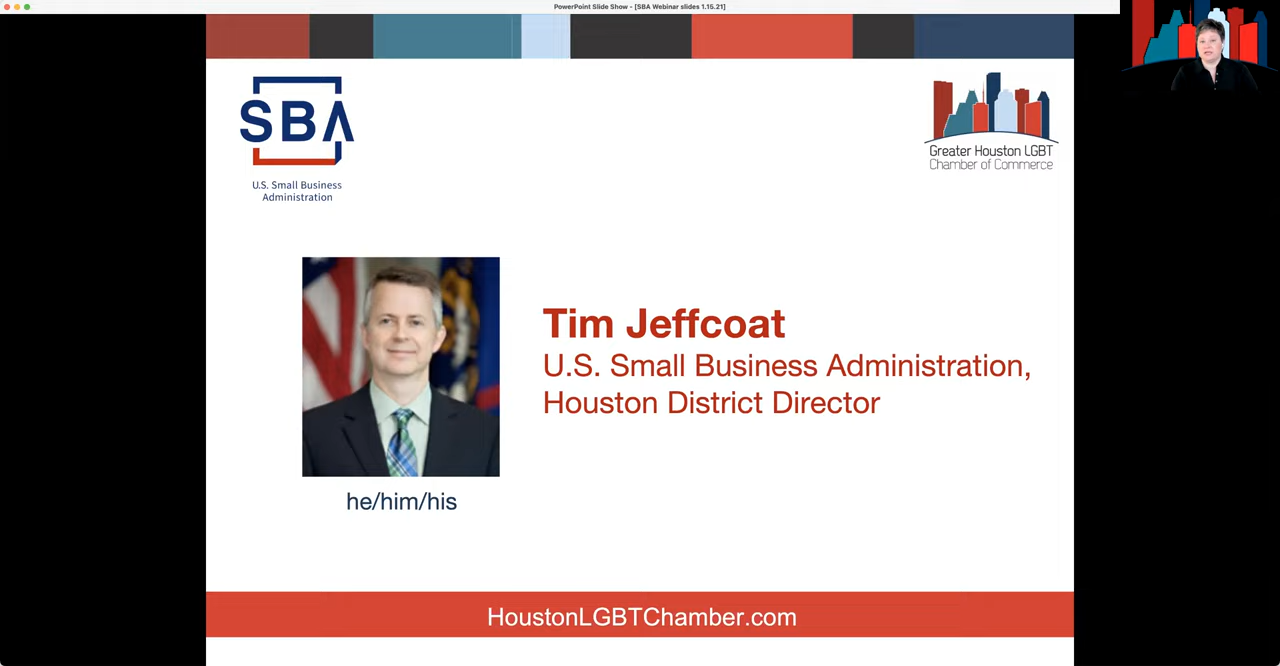 PowerPoint Slide Show - [SBA Webinar slides 1.15.21]
SBA
U.S. Small Business
Administration
Greater Houston LGBT
Chamber of Commerce
Tim Jeffcoat
U.S. Small Business Administration,
Houston District Director
he/him/his
HoustonLGBTChamber.com